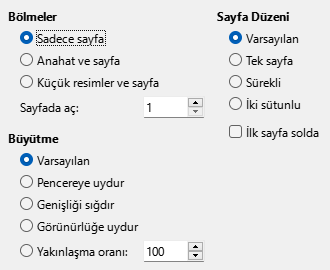 Bölmeler
Sadece sayfa
Anahat ve sayfa
Küçük resimler ve sayfa
Sayfada aç: 1
Büyütme
Varsayılan
Pencereye uydur
Genişliği sığdır
Görünürlüğe uydur
Yakınlaşma oranı: 100
Sayfa Düzeni
Varsayılan
Tek sayfa
Sürekli
İki sütunlu
İlk sayfa solda